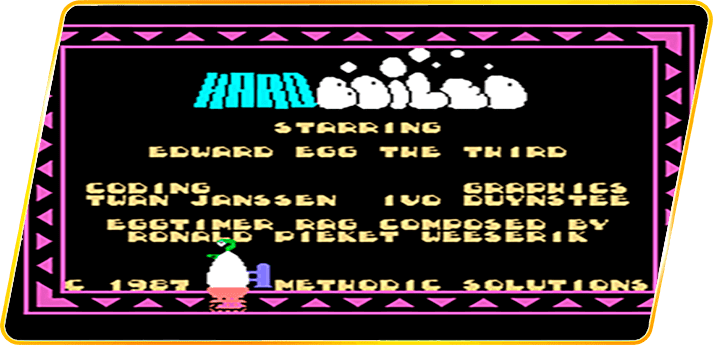 HARD BOILED
STARRING
EDWARD EGG THE THIRD
CODING GRAPHICS
TWAN JANSSEN IVO DUYNSTEE
EGGTIMER RAG COMPOSED BY
RONALD PIEKET WEESERIK
© 1987 METHODIC SOLUTIONS